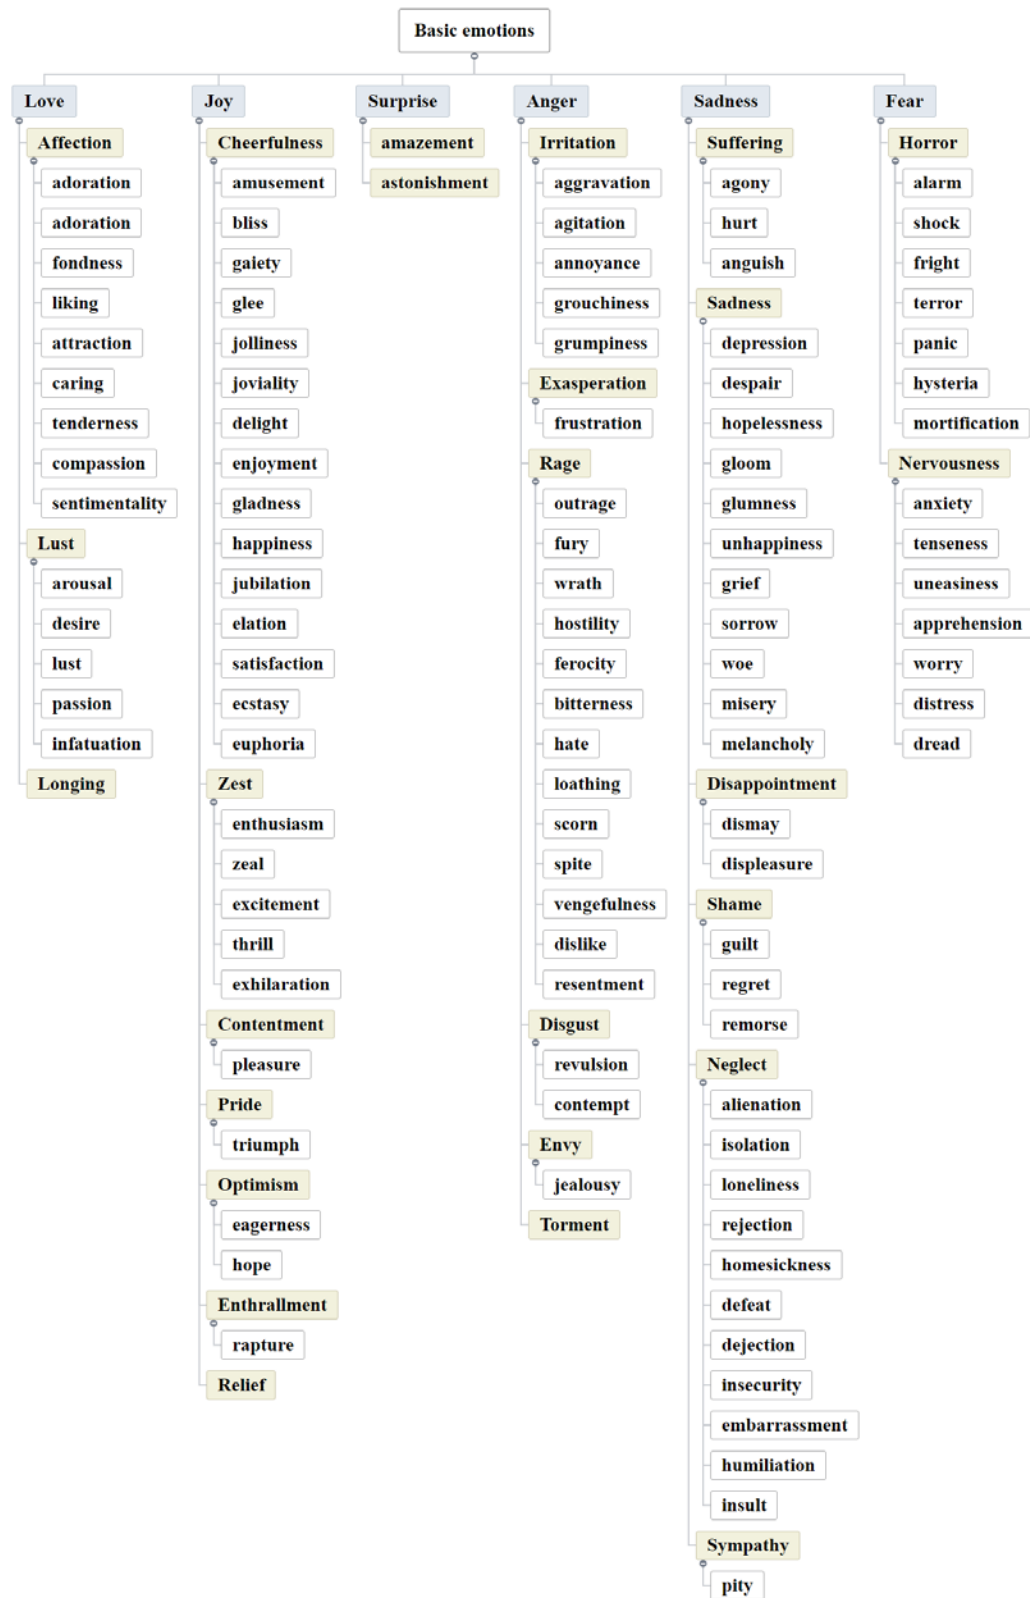 Basic emotions
Love
Affection
adoration
adoration
fondness
liking
attraction
caring
tenderness
compassion
sentimentality
Lust
arousal
desire
lust
passion
infatuation
Longing
Joy
Cheerfulness
amusement
bliss
gaiety
glee
jolliness
joviality
delight
enjoyment
gladness
happiness
jubilation
elation
satisfaction
ecstasy
euphoria
Zest
enthusiasm
zeal
excitement
thrill
exhilaration
Contentment
pleasure
Pride
triumph
Optimism
eagerness
hope
Enthrallment
rapture
Relief
Surprise
amazement
astonishment
Anger
Irritation
aggravation
agitation
annoyance
grouchiness
grumpiness
Exasperation
frustration
Rage
outrage
fury
wrath
hostility
ferocity
bitterness
hate
loathing
scorn
spite
vengefulness
dislike
resentment
Disgust
revulsion
contempt
Envy
jealousy
Torment
Sadness
Suffering
agony
hurt
anguish
Sadness
depression
despair
hopelessness
gloom
glumness
unhappiness
grief
sorrow
woe
misery
melancholy
Disappointment
dismay
displeasure
Shame
guilt
regret
remorse
Neglect
alienation
isolation
loneliness
rejection
homesickness
defeat
dejection
insecurity
embarrassment
humiliation
insult
Sympathy
pity
Fear
Horror
alarm
shock
fright
terror
panic
hysteria
mortification
Nervousness
anxiety
tenseness
uneasiness
apprehension
worry
distress
dread